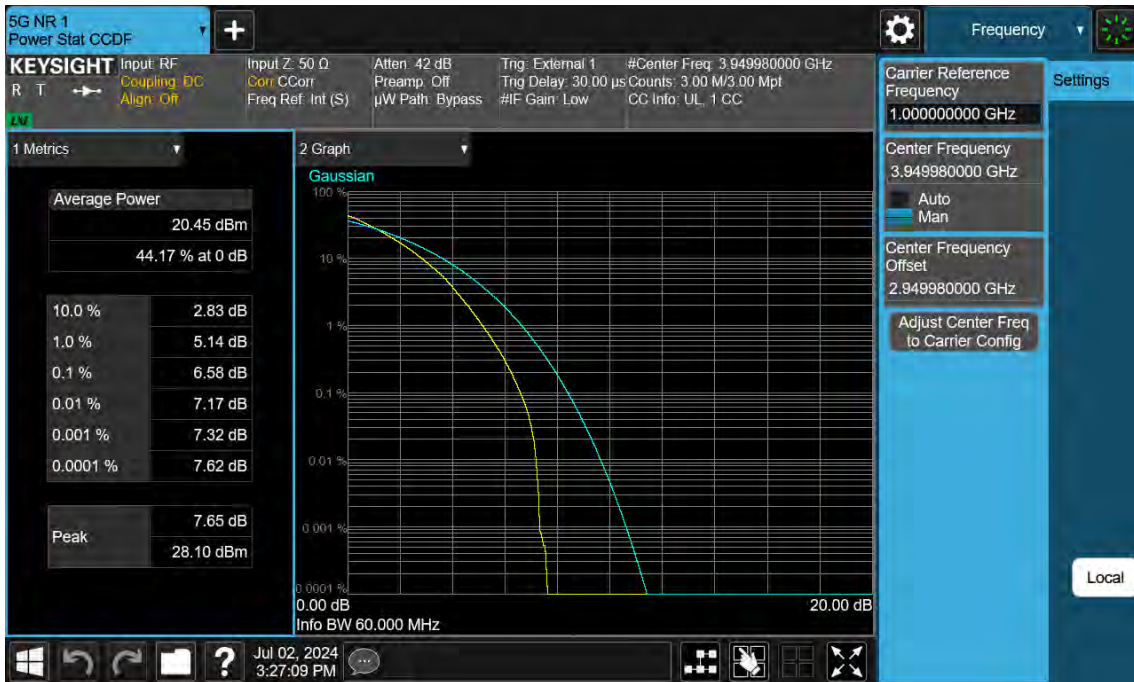 5G NR 1
Power Stat CCDF
+
Frequency
KEYSIGHT
R T
LXI
Input: RF
Coupling: DC
Align: Off
Input Z: 50 Ω
Corr CCorr
Freq Ref: Int (S)
Atten: 42 dB
Preamp: Off
µW Path: Bypass
Trig: External 1
Trig Delay: 30.00 µs
#IF Gain: Low
#Center Freq: 3.949980000 GHz
Counts: 3.00 M/3.00 Mpt
CC Info: UL, 1 CC
1 Metrics
Average Power
20.45 dBm
44.17 % at 0 dB
10.0 % 2.83 dB
1.0 % 5.14 dB
0.1 % 6.58 dB
0.01 % 7.17 dB
0.001 % 7.32 dB
0.0001 % 7.62 dB
Peak
7.65 dB
28.10 dBm
2 Graph
Gaussian
100 %
10 %
1 %
0.1 %
0.01 %
0.001 %
0.0001 %
0.00 dB 20.00 dB
Info BW 60.000 MHz
Carrier Reference
Frequency
1.000000000 GHz
Center Frequency
3.949980000 GHz
Auto
Man
Center Frequency
Offset
2.949980000 GHz
Adjust Center Freq
to Carrier Config
Settings
Local
?
Jul 02, 2024
3:27:09 PM